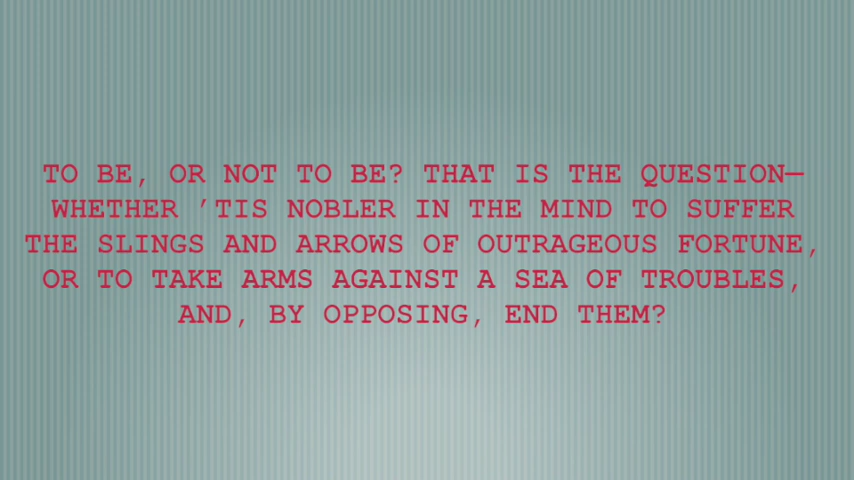 TO BE, OR NOT TO BE? THAT IS THE QUESTION—
WHETHER ’TIS NOBLER IN THE MIND TO SUFFER
THE SLINGS AND ARROWS OF OUTRAGEOUS FORTUNE,
OR TO TAKE ARMS AGAINST A SEA OF TROUBLES,
AND, BY OPPOSING, END THEM?